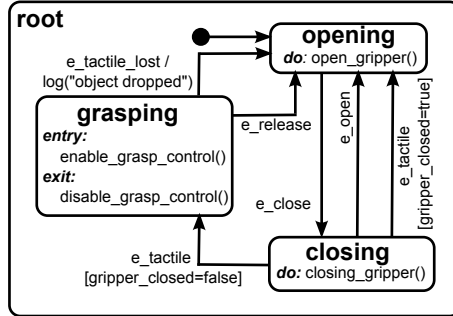 root
opening
do: open_gripper()
e_tactile_lost /
log("object dropped")
grasping
entry:
enable_grasp_control()
exit:
disable_grasp_control()
e_release
e_open
e_tactile
[gripper_closed=true]
e_close
e_tactile
[gripper_closed=false]
closing
do: closing_gripper()